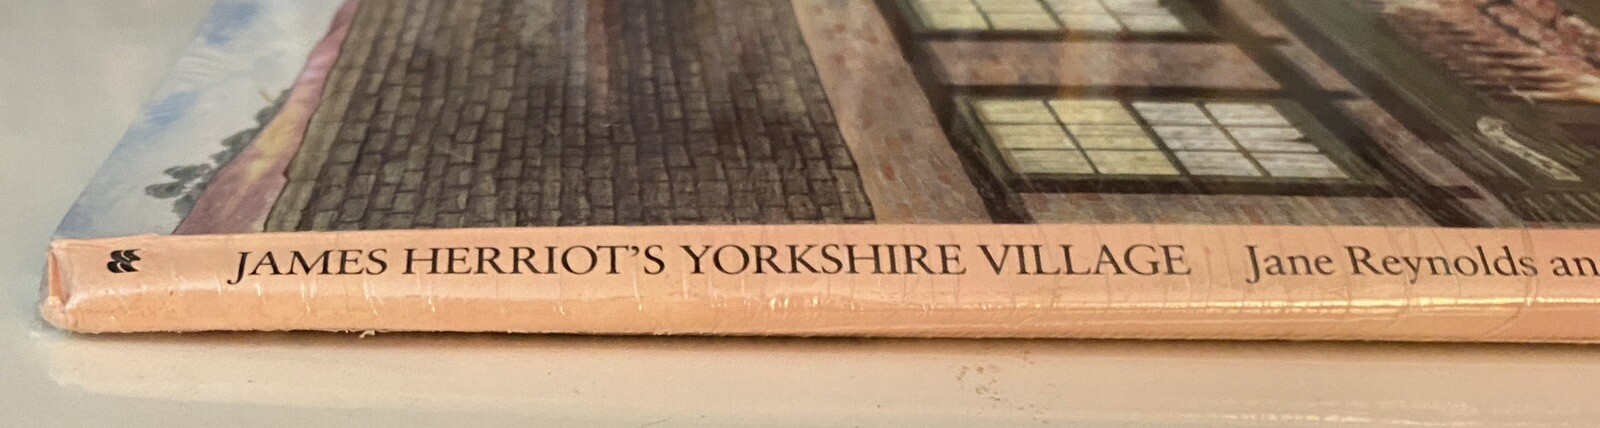 JAMES HERRIOT'S YORKSHIRE VILLAGE Jane Reynolds an